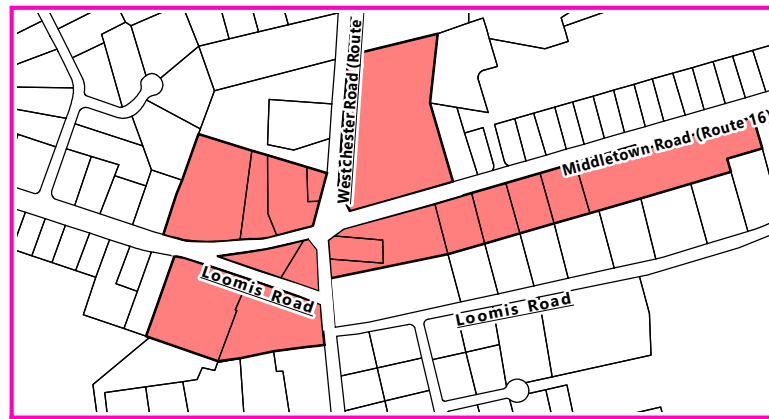 Westchester Road (Route
Middletown Road (Route 16)
Loomis Road
Loomis Road